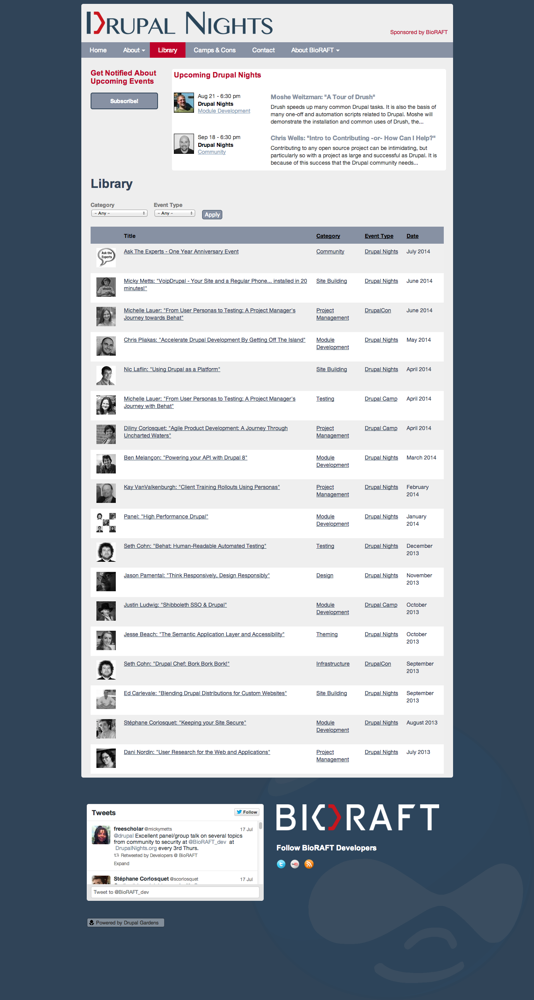 DRUPAL NIGHTS
Sponsored by BioRAFT
Home About Library Camps & Cons Contact About BioRAFT
Get Notified About
Upcoming Events
Subscribe!
Upcoming Drupal Nights
Aug 21 - 6:30 pm
Drupal Nights
Module Development
Moshe Weitzman: "A Tour of Drush"
Drush speeds up many common Drupal tasks. It is also the basis of
many one-off and automation scripts related to Drupal. Moshe will
demonstrate the installation and common uses of Drush, the...
Sep 18 - 6:30 pm
Drupal Nights
Community
Chris Wells: "Intro to Contributing -or- How Can I Help?"
Contributing to any open source project can be intimidating, but
particularly so with a project as large and successful as Drupal. It is
because of this success that the Drupal community needs...
Library
Category Event Type
- Any - - Any - Apply
Title Category Event Type Date
Ask the
Experts
Ask The Experts - One Year Anniversary Event Community Drupal Nights July 2014
Micky Metts: "VoipDrupal - Your Site and a Regular Phone... installed in 20 Site Building Drupal Nights June 2014
minutes!"
Michelle Lauer: "From User Personas to Testing: A Project Manager's Project DrupalCon June 2014
Journey towards Behat" Management
Chris Pliakas: "Accelerate Drupal Development By Getting Off The Island" Module Drupal Nights May 2014
Development
Nic Laflin: "Using Drupal as a Platform" Site Building Drupal Nights April 2014
Michelle Lauer: "From User Personas to Testing: A Project Manager's Testing Drupal Camp April 2014
Journey with Behat"
Diliny Corlosquet: "Agile Product Development: A Journey Through Project Drupal Camp April 2014
Uncharted Waters" Management
Ben Melançon: "Powering your API with Drupal 8" Module Drupal Nights March 2014
Development
Kay VanValkenburgh: "Client Training Rollouts Using Personas" Project Drupal Nights February
Management 2014
Panel: "High Performance Drupal" Module Drupal Nights January
Development 2014
Seth Cohn: "Behat: Human-Readable Automated Testing" Testing Drupal Nights December
2013
Jason Pamental: "Think Responsively, Design Responsibly" Design Drupal Nights November
2013
Justin Ludwig: "Shibboleth SSO & Drupal" Module Drupal Camp October
Development 2013
Jesse Beach: "The Semantic Application Layer and Accessibility" Theming Drupal Nights October
2013
Seth Cohn: "Drupal Chef: Bork Bork Bork!" Infrastructure DrupalCon September
2013
Ed Carlevale: "Blending Drupal Distributions for Custom Websites" Site Building Drupal Nights September
2013
Stéphane Corlosquet: "Keeping your Site Secure" Module Drupal Nights August 2013
Development
Dani Nordin: "User Research for the Web and Applications" Project Drupal Nights July 2013
Management
Tweets Follow
freescholar @mickymetts 17 Jul
@drupal Excellent panel/group talk on several topics
from community to security at @BioRAFT_dev at
DrupalNights.org every 3rd Thurs.
Retweeted by Developers @ BioRAFT
Expand
Stéphane Corlosquet @scorlosquet 17 Jul
Tweet to @BioRAFT_dev
BIORAFT
Follow BioRAFT Developers
You Tube
Powered by Drupal Gardens